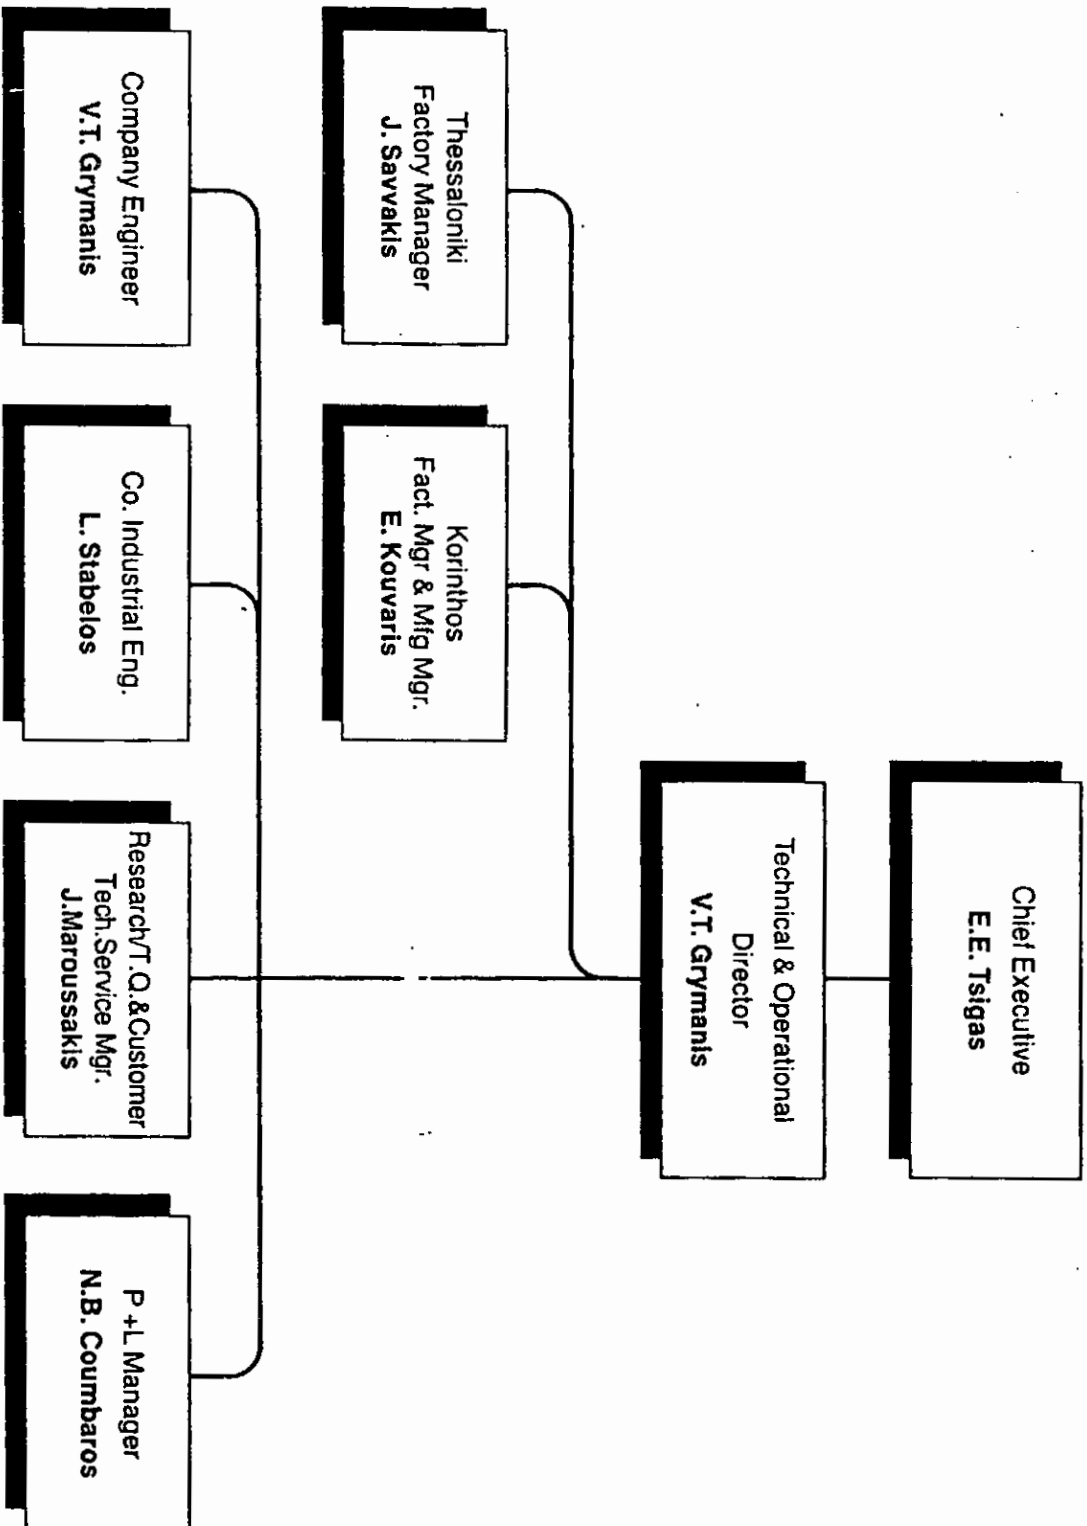 Chief Executive
E.E. Tsigas
Technical & Operational
Director
V.T. Grymanis
Thessaloniki
Factory Manager
J. Savvakis
Korinthos
Fact. Mgr & Mfg Mgr.
E. Kouvaris
Company Engineer
V.T. Grymanis
Co. Industrial Eng.
L. Stabelos
Research/T.Q.&Customer
Tech.Service Mgr.
J.Maroussakis
P +L Manager
N.B. Coumbaros